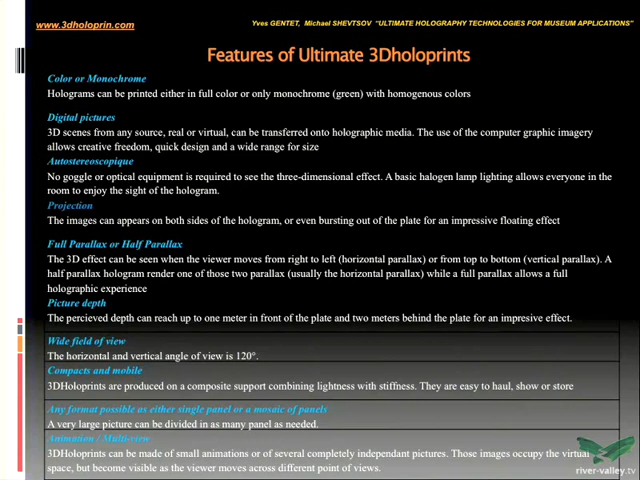 www.3dholoprin.com
Yves GENTET, Michael SHEVTSOV "ULTIMATE HOLOGRAPHY TECHNOLOGIES FOR MUSEUM APPLICATIONS"
Features of Ultimate 3Dholoprints
Color or Monochrome
Holograms can be printed either in full color or only monochrome (green) with homogenous colors
Digital pictures
3D scenes from any source, real or virtual, can be transferred onto holographic media. The use of the computer graphic imagery
allows creative freedom, quick design and a wide range for size
Autostereoscopique
No goggle or optical equipment is required to see the three-dimensional effect. A basic halogen lamp lighting allows everyone in the
room to enjoy the sight of the hologram.
Projection
The images can appears on both sides of the hologram, or even bursting out of the plate for an impressive floating effect
Full Parallax or Half Parallax
The 3D effect can be seen when the viewer moves from right to left (horizontal parallax) or from top to bottom (vertical parallax). A
half parallax hologram render one of those two parallax (usually the horizontal parallax) while a full parallax allows a full
holographic experience
Picture depth
The percieved depth can reach up to one meter in front of the plate and two meters behind the plate for an impresive effect.
Wide field of view
The horizontal and vertical angle of view is 120°.
Compacts and mobile
3DHoloprints are produced on a composite support combining lightness with stiffness. They are easy to haul, show or store
Any format possible as either single panel or a mosaic of panels
A very large picture can be divided in as many panel as needed.
Animation / Multi-view
3DHoloprints can be made of small animations or of several completely independant pictures. Those images occupy the virtual
space, but become visible as the viewer moves across different point of views.
river-valley.tv